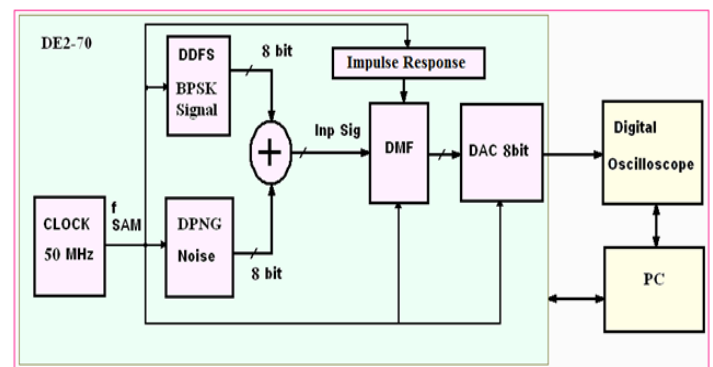 DE2-70
DDFS
BPSK
Signal
8 bit
Impulse Response
Inp Sig
DMF
DAC 8bit
Digital
Oscilloscope
CLOCK
50 MHz
f
SAM
DPNG
Noise
8 bit
PC